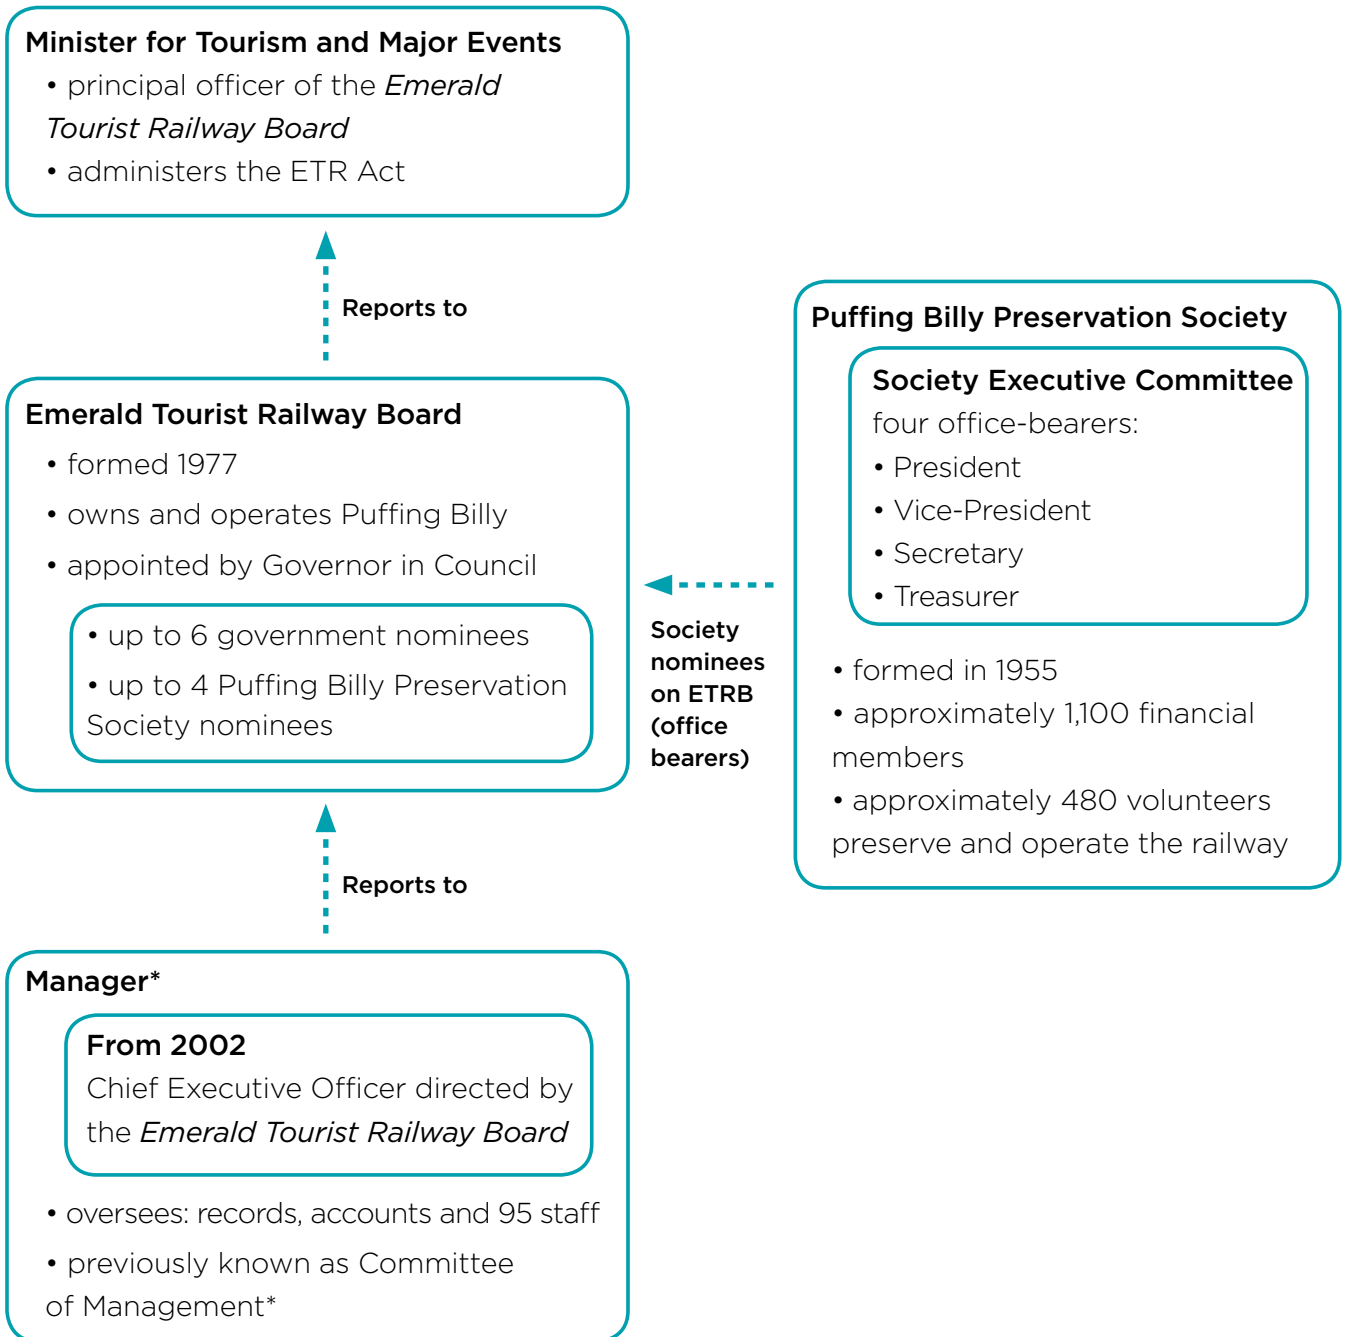 Minister for Tourism and Major Events
• principal officer of the Emerald
Tourist Railway Board
• administers the ETR Act
Reports to
Emerald Tourist Railway Board
• formed 1977
• owns and operates Puffing Billy
• appointed by Governor in Council
• up to 6 government nominees
• up to 4 Puffing Billy Preservation
Society nominees
Society
nominees
on ETRB
(office
bearers)
Puffing Billy Preservation Society
Society Executive Committee
four office-bearers:
• President
• Vice-President
• Secretary
• Treasurer
• formed in 1955
• approximately 1,100 financial
members
• approximately 480 volunteers
preserve and operate the railway
Reports to
Manager*
From 2002
Chief Executive Officer directed by
the Emerald Tourist Railway Board
• oversees: records, accounts and 95 staff
• previously known as Committee
of Management*